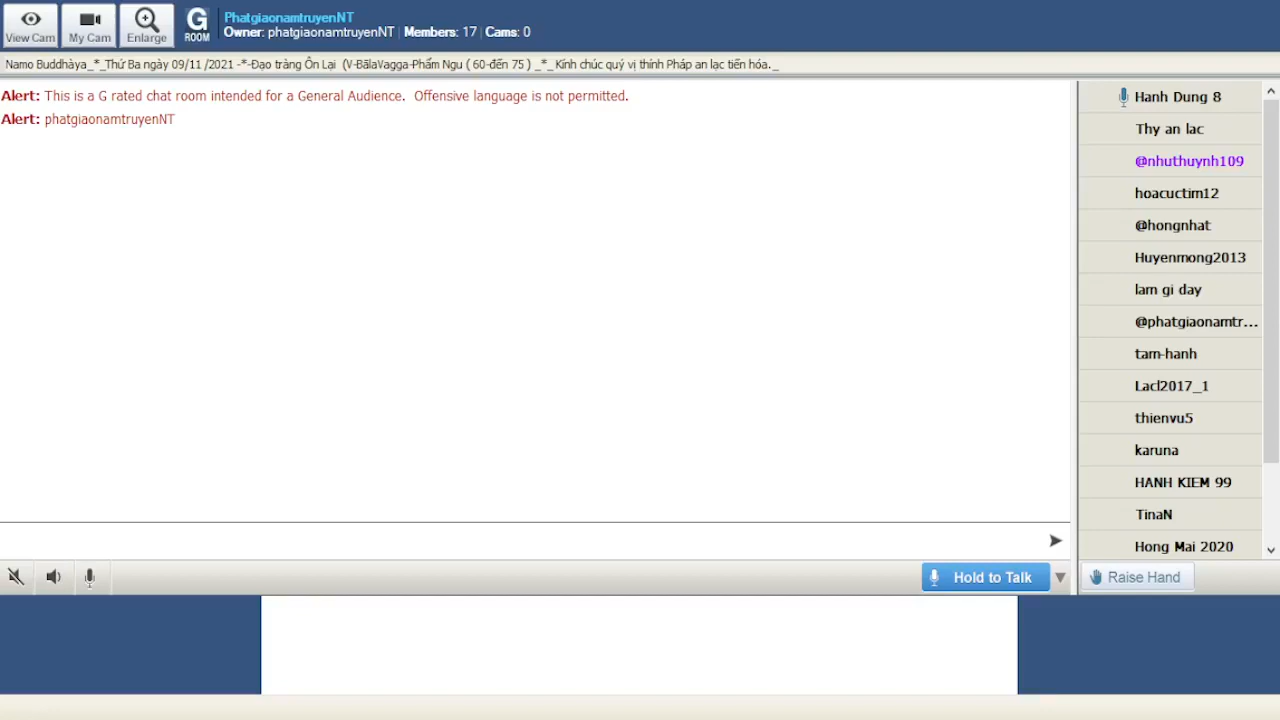 View Cam
My Cam
Enlarge
G
ROOM
PhatgiaonamtruyenNT
Owner: phatgiaonamtruyenNT | Members: 17 | Cams: 0
Namo Buddhàya_*_Thứ Ba ngày 09/11 /2021 -*-Đạo tràng Ôn Lại (V-BālaVagga-Phẩm Ngu ( 60-đến 75 ) _*_ Kính chúc quý vị thính Pháp an lạc tiến hóa._
Alert: This is a G rated chat room intended for a General Audience.  Offensive language is not permitted.
Alert: phatgiaonamtruyenNT
Hanh Dung 8
Thy an lac
@nhuthuynh109
hoacuctim12
@hongnhat
Huyenmong2013
lam gi day
@phatgiaonamtr...
tam-hanh
Lacl2017_1
thienvu5
karuna
HANH KIEM 99
TinaN
Hong Mai 2020
Hold to Talk
Raise Hand